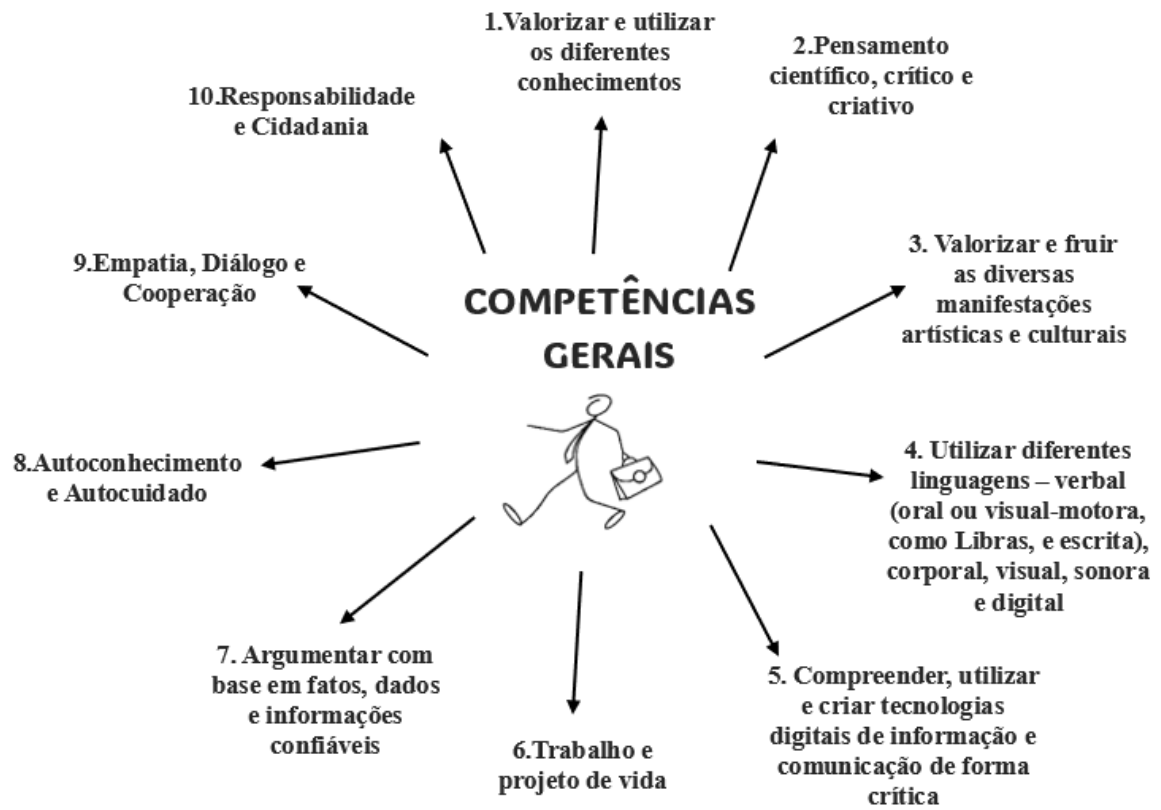 COMPETÊNCIAS
GERAIS
1.Valorizar e utilizar
os diferentes
conhecimentos
2.Pensamento
científico, crítico e
criativo
3. Valorizar e fruir
as diversas
manifestações
artísticas e culturais
4. Utilizar diferentes
linguagens – verbal
(oral ou visual-motora,
como Libras, e escrita),
corporal, visual, sonora
e digital
5. Compreender, utilizar
e criar tecnologias
digitais de informação e
comunicação de forma
crítica
6.Trabalho e
projeto de vida
7. Argumentar com
base em fatos, dados
e informações
confiáveis
8.Autoconhecimento
e Autocuidado
9.Empatia, Diálogo e
Cooperação
10.Responsabilidade
e Cidadania